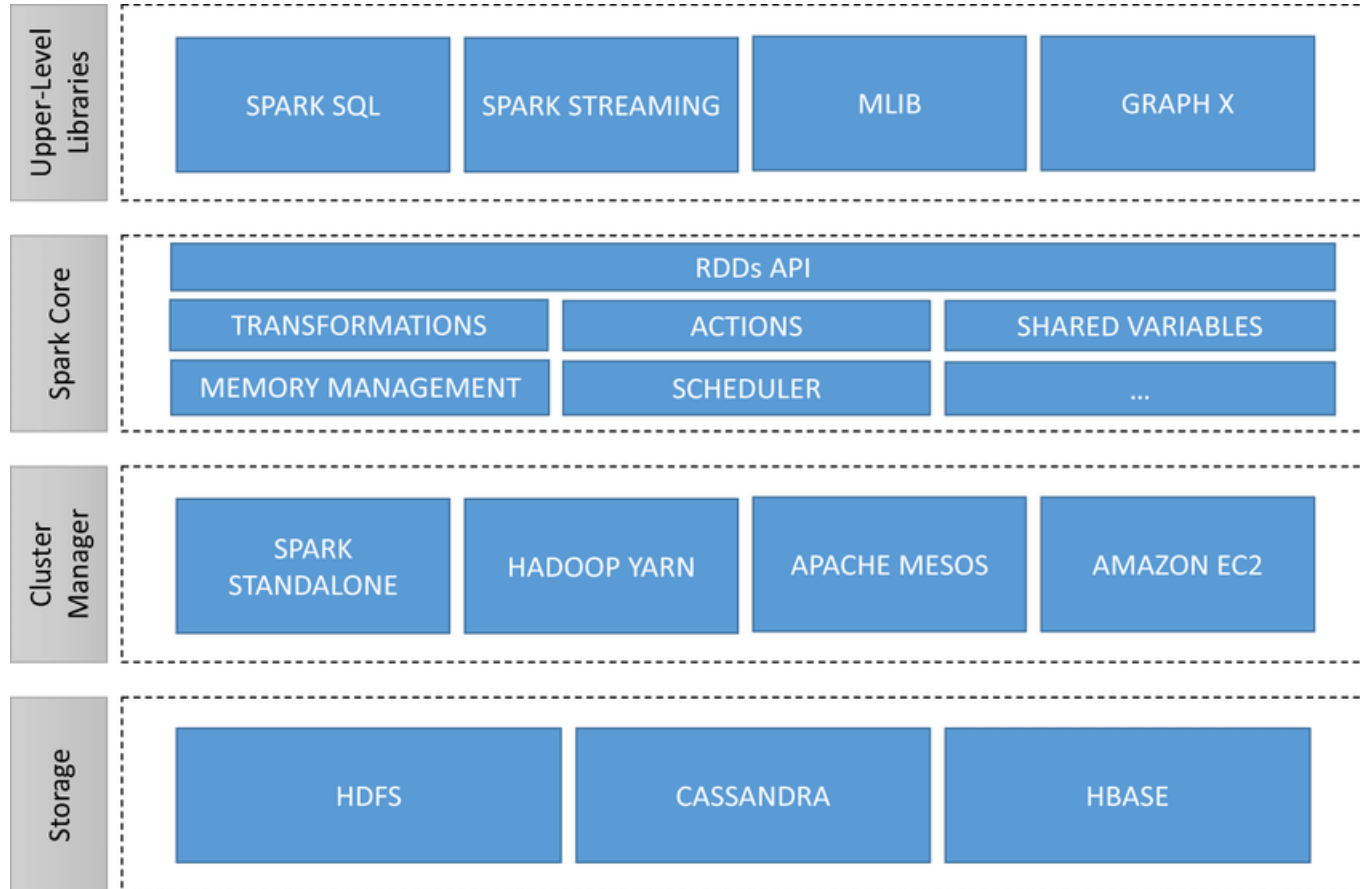 Upper-Level
Libraries
SPARK SQL
SPARK STREAMING
MLIB
GRAPH X
Spark Core
RDDs API
TRANSFORMATIONS
ACTIONS
SHARED VARIABLES
MEMORY MANAGEMENT
SCHEDULER
...
Cluster
Manager
SPARK
STANDALONE
HADOOP YARN
APACHE MESOS
AMAZON EC2
Storage
HDFS
CASSANDRA
HBASE